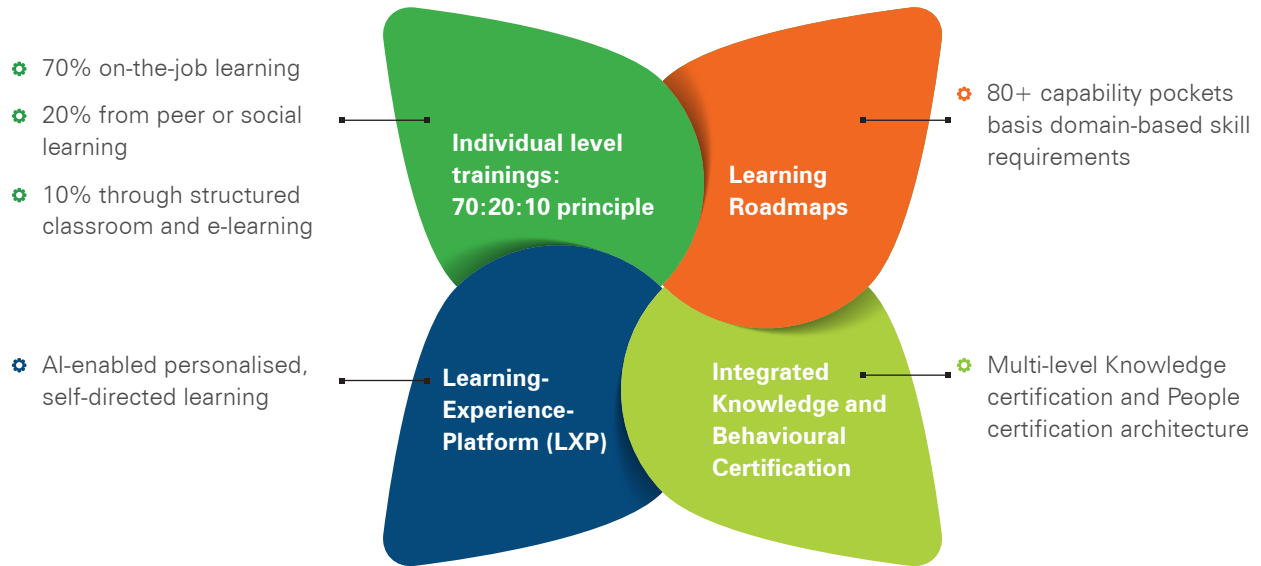 70% on-the-job learning
20% from peer or social
learning
10% through structured
classroom and e-learning
Individual level
trainings:
70:20:10 principle
Learning
Roadmaps
80+ capability pockets
basis domain-based skill
requirements
AI-enabled personalised,
self-directed learning
Learning-
Experience-
Platform (LXP)
Integrated
Knowledge and
Behavioural
Certification
Multi-level Knowledge
certification and People
certification architecture